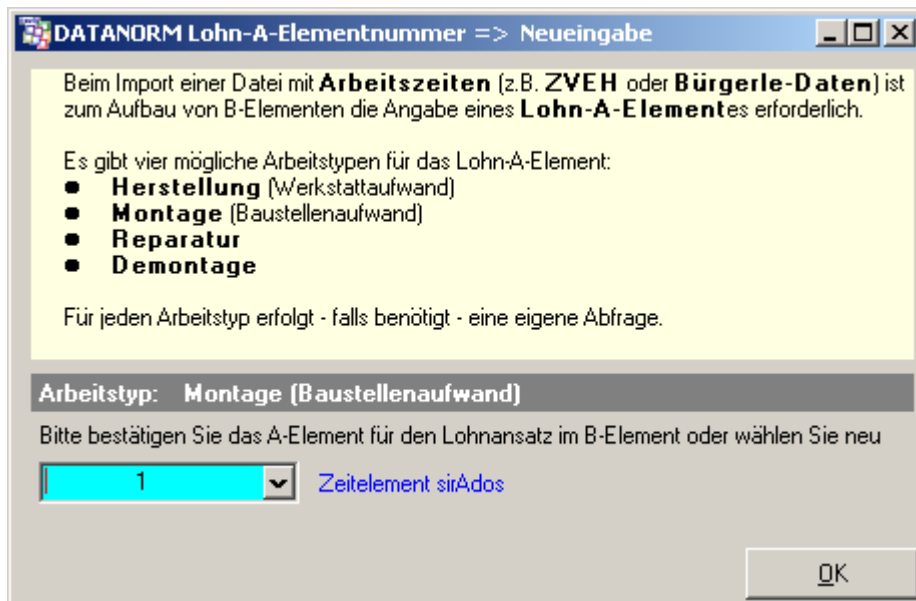 DATANORM Lohn-A-Elementnummer => Neueingabe
Beim Import einer Datei mit Arbeitszeiten (z.B. ZVEH oder Bürgerle-Daten) ist
zum Aufbau von B-Elementen die Angabe eines Lohn-A-Elementes erforderlich.
Es gibt vier mögliche Arbeitstypen für das Lohn-A-Element:
● Herstellung (Werkstattaufwand)
● Montage (Baustellenaufwand)
● Reparatur
● Demontage
Für jeden Arbeitstyp erfolgt - falls benötigt - eine eigene Abfrage.
Arbeitstyp: Montage (Baustellenaufwand)
Bitte bestätigen Sie das A-Element für den Lohnansatz im B-Element oder wählen Sie neu
1 Zeitelement sirAdos
OK